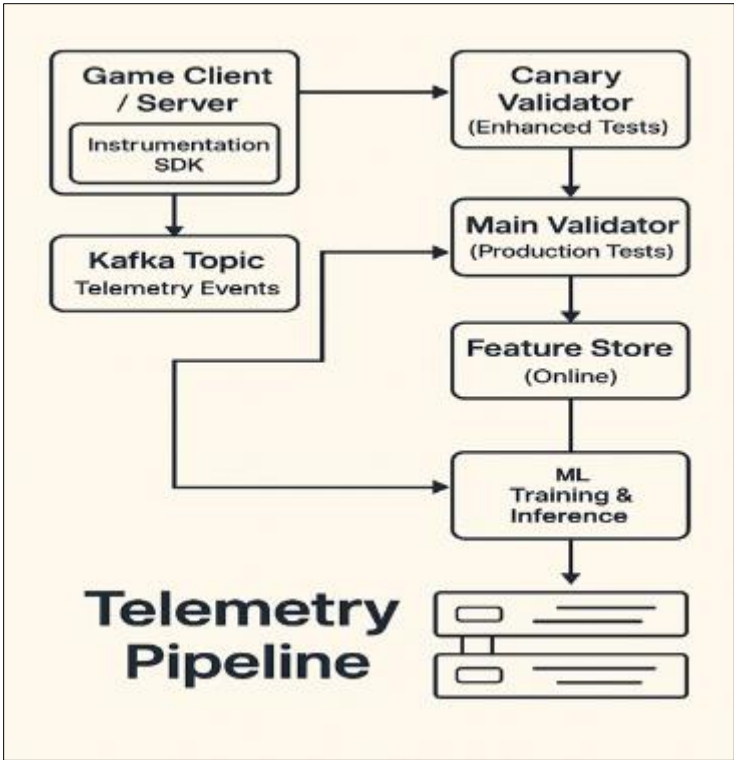 Game Client
/ Server
Instrumentation
SDK
Kafka Topic
Telemetry Events
Canary
Validator
(Enhanced Tests)
Main Validator
(Production Tests)
Feature Store
(Online)
ML
Training &
Inference
Telemetry
Pipeline